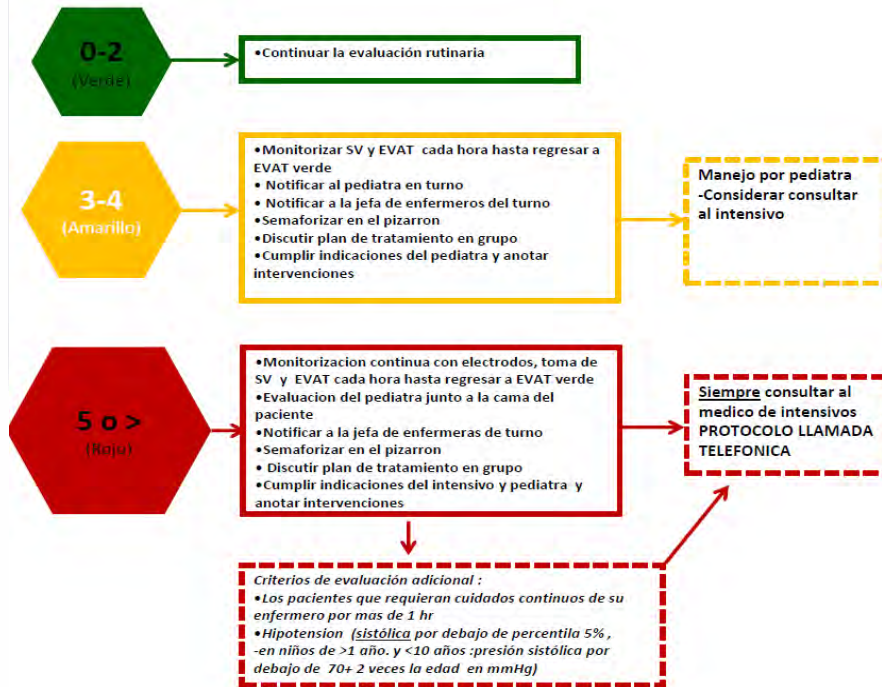 0-2
(Verde)
•Continuar la evaluación rutinaria
3-4
(Amarillo)
•Monitorizar SV y EVAT cada hora hasta regresar a
EVAT verde
• Notificar al pediatra en turno
•Notificar a la jefa de enfermeros del turno
•Semaforizar en el pizarron
•Discutir plan de tratamiento en grupo
•Cumplir indicaciones del pediatra y anotar
intervenciones
Manejo por pediatra
-Considerar consultar
al intensivo
5 o >
(Rojo)
•Monitorizacion continua con electrodos, toma de
SV y EVAT cada hora hasta regresar a EVAT verde
•Evaluacion del pediatra junto a la cama del
paciente
•Notificar a la jefa de enfermeras de turno
•Semaforizar en el pizarron
• Discutir plan de tratamiento en grupo
•Cumplir indicaciones del intensivo y pediatra y
anotar intervenciones
Siempre consultar al
medico de intensivos
PROTOCOLO LLAMADA
TELEFONICA
Criterios de evaluación adicional :
•Los pacientes que requieran cuidados continuos de su
enfermero por mas de 1 hr
•Hipotension (sistólica por debajo de percentila 5% ,
-en niños de >1 año. y <10 años :presión sistólica por
debajo de 70+ 2 veces la edad en mmHg)